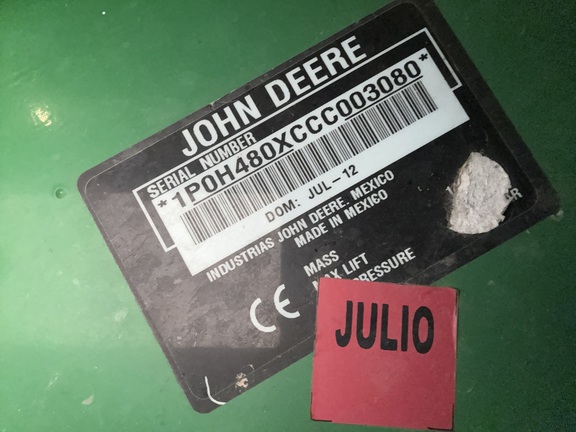 JOHN DEERE
SERIAL NUMBER
*1P0H480XCCC003080*
DOM: JUL-12
INDUSTRIAS JOHN DEERE, MEXICO
MADE IN MEXICO
MASS
MAX LIFT
PRESSURE
CE
JULIO